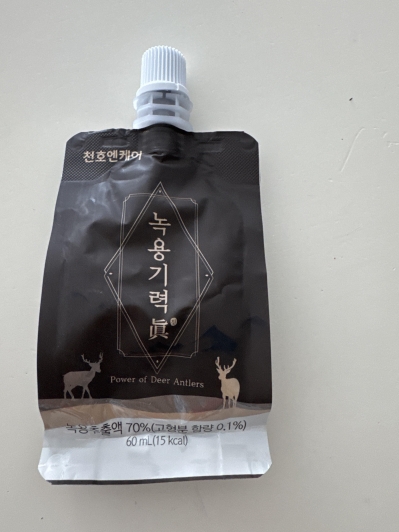 천호엔케어
녹용기력眞
Power of Deer Antlers
녹용추출액 70%(고형분 함량 0.1%)
60 mL(15 kcal)